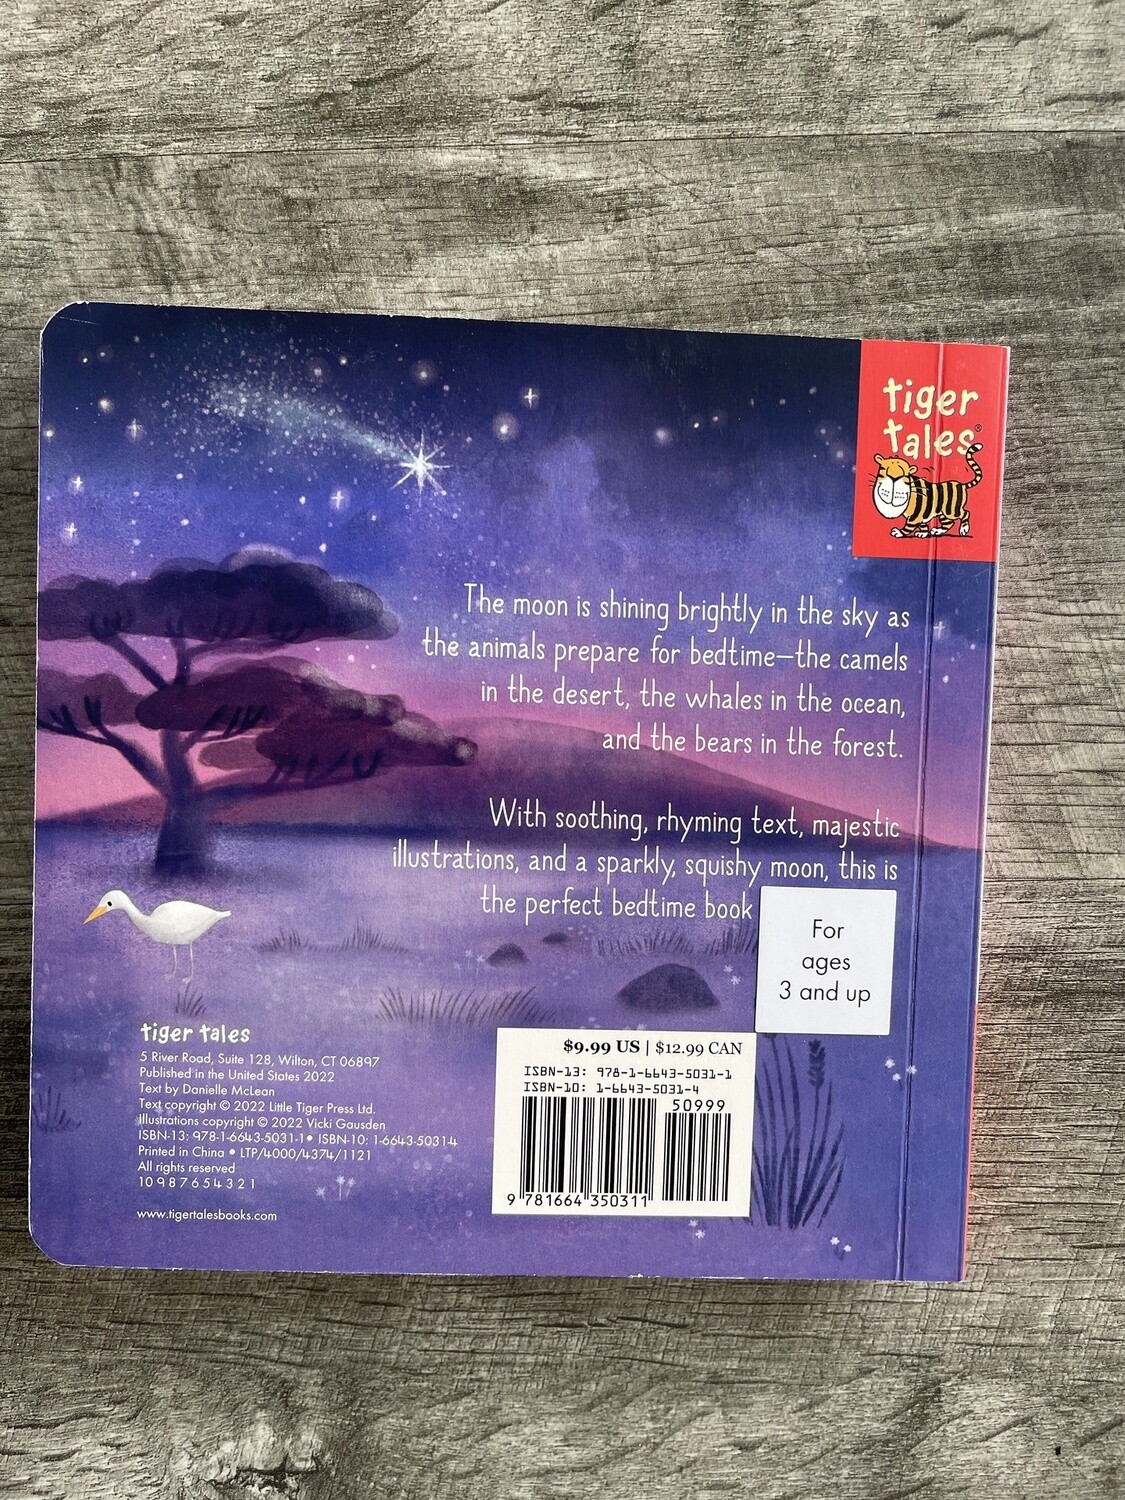 tiger
tales®
The moon is shining brightly in the sky as
the animals prepare for bedtime—the camels
in the desert, the whales in the ocean,
and the bears in the forest.
With soothing, rhyming text, majestic
illustrations, and a sparkly, squishy moon, this is
the perfect bedtime book
For
ages
3 and up
tiger tales
5 River Road, Suite 128, Wilton, CT 06897
Published in the United States 2022
Text by Danielle McLean
Text copyright © 2022 Little Tiger Press Ltd.
Illustrations copyright © 2022 Vicki Gausden
ISBN-13: 978-1-6643-5031-1 • ISBN-10: 1-6643-5031-4
Printed in China • LTP/4000/4374/1121
All rights reserved
10 9 8 7 6 5 4 3 2 1
www.tigertalesbooks.com
$9.99 US | $12.99 CAN
ISBN-13: 978-1-6643-5031-1
ISBN-10: 1-6643-5031-4
50999
9 781664 350311